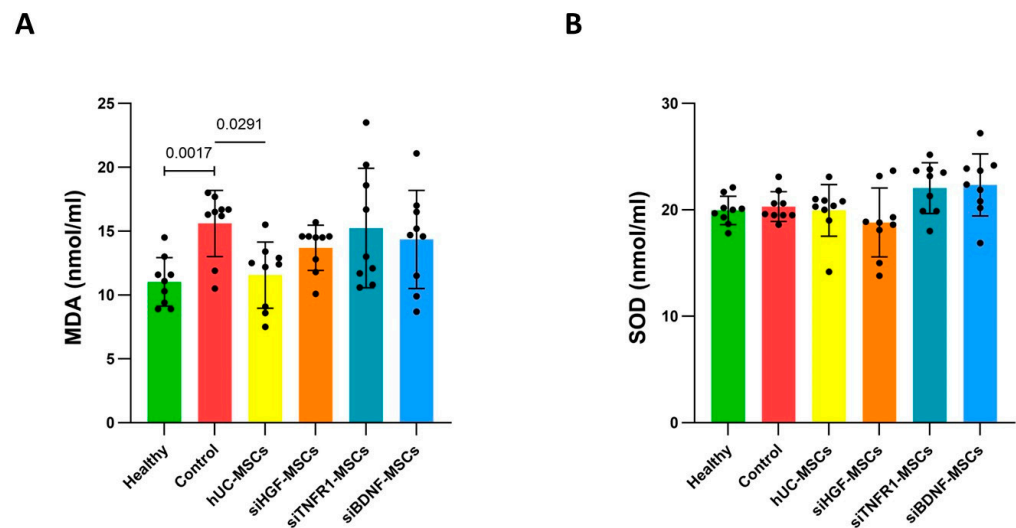 A
MDA (nmol/ml)
25
20
15
10
5
0
0.0017
0.0291
Healthy
Control
hUC-MSCs
siHGF-MSCs
siTNFR1-MSCs
siBDNF-MSCs
B
SOD (nmol/ml)
30
20
10
0
Healthy
Control
hUC-MSCs
siHGF-MSCs
siTNFR1-MSCs
siBDNF-MSCs